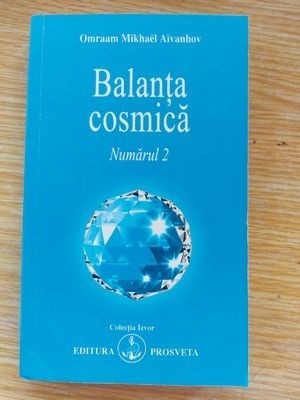 Omraam Mikhaël Aïvanhov
Balanța
cosmică
Numărul 2
Colecția Izvor
EDITURA PROSVETA